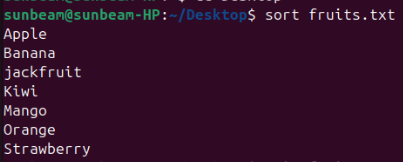 sunbeam@sunbeam-HP:~/Desktop$ sort fruits.txt
Apple
Banana
jackfruit
Kiwi
Mango
Orange
Strawberry